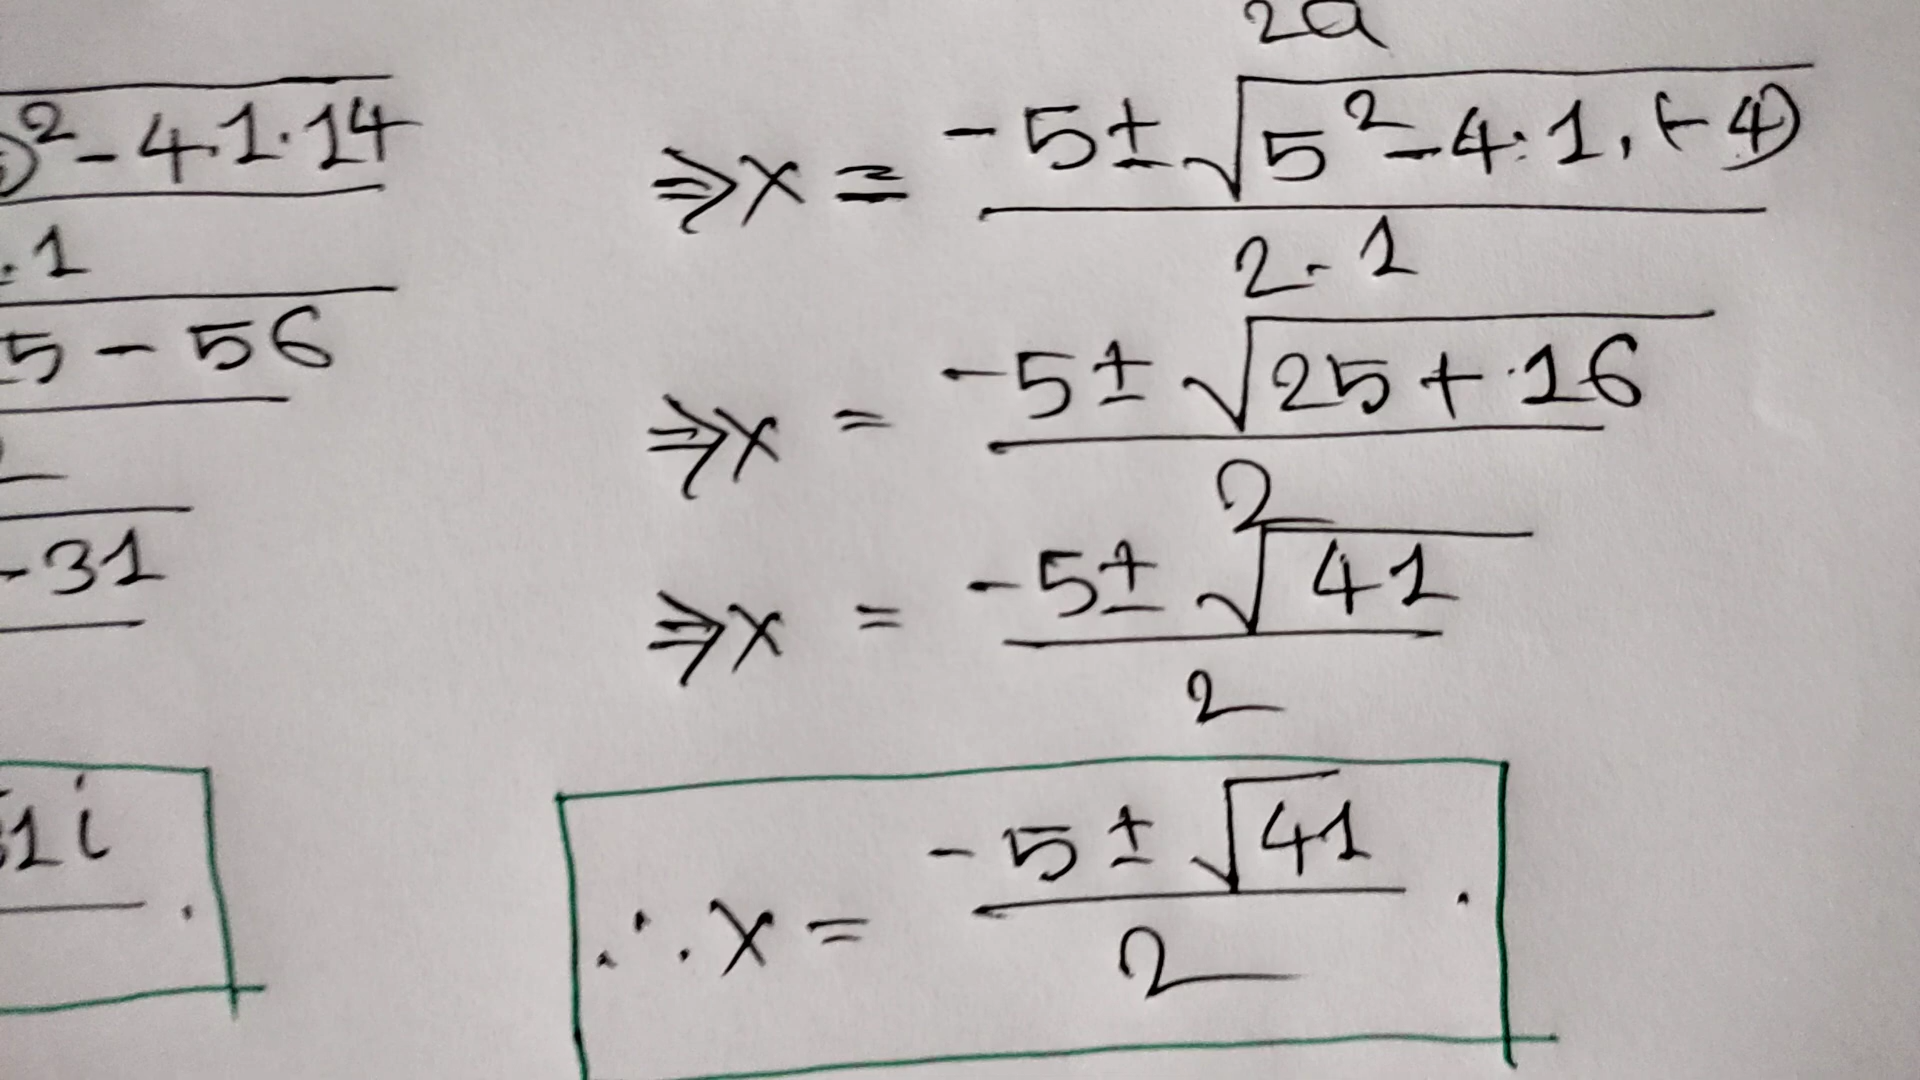 )² - 4.1.14
.1
5 - 56
-31
1i
.
2a
⇒x = -5 ± √5² - 4.1.(-4)
2.1
⇒x = -5 ± √25 + 16
2
⇒x = -5 ± √41
2
∴ x = -5 ± √41 .
2